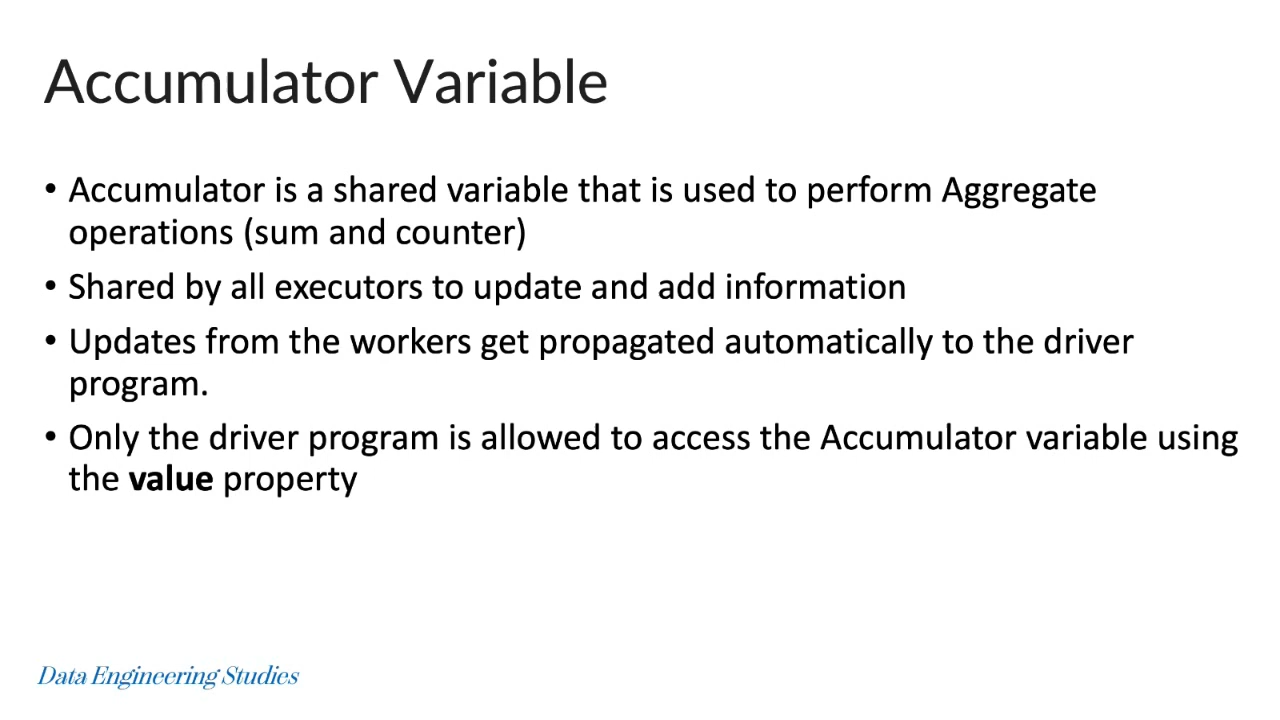 Accumulator Variable
• Accumulator is a shared variable that is used to perform Aggregate
operations (sum and counter)
• Shared by all executors to update and add information
• Updates from the workers get propagated automatically to the driver
program.
• Only the driver program is allowed to access the Accumulator variable using
the value property
Data Engineering Studies